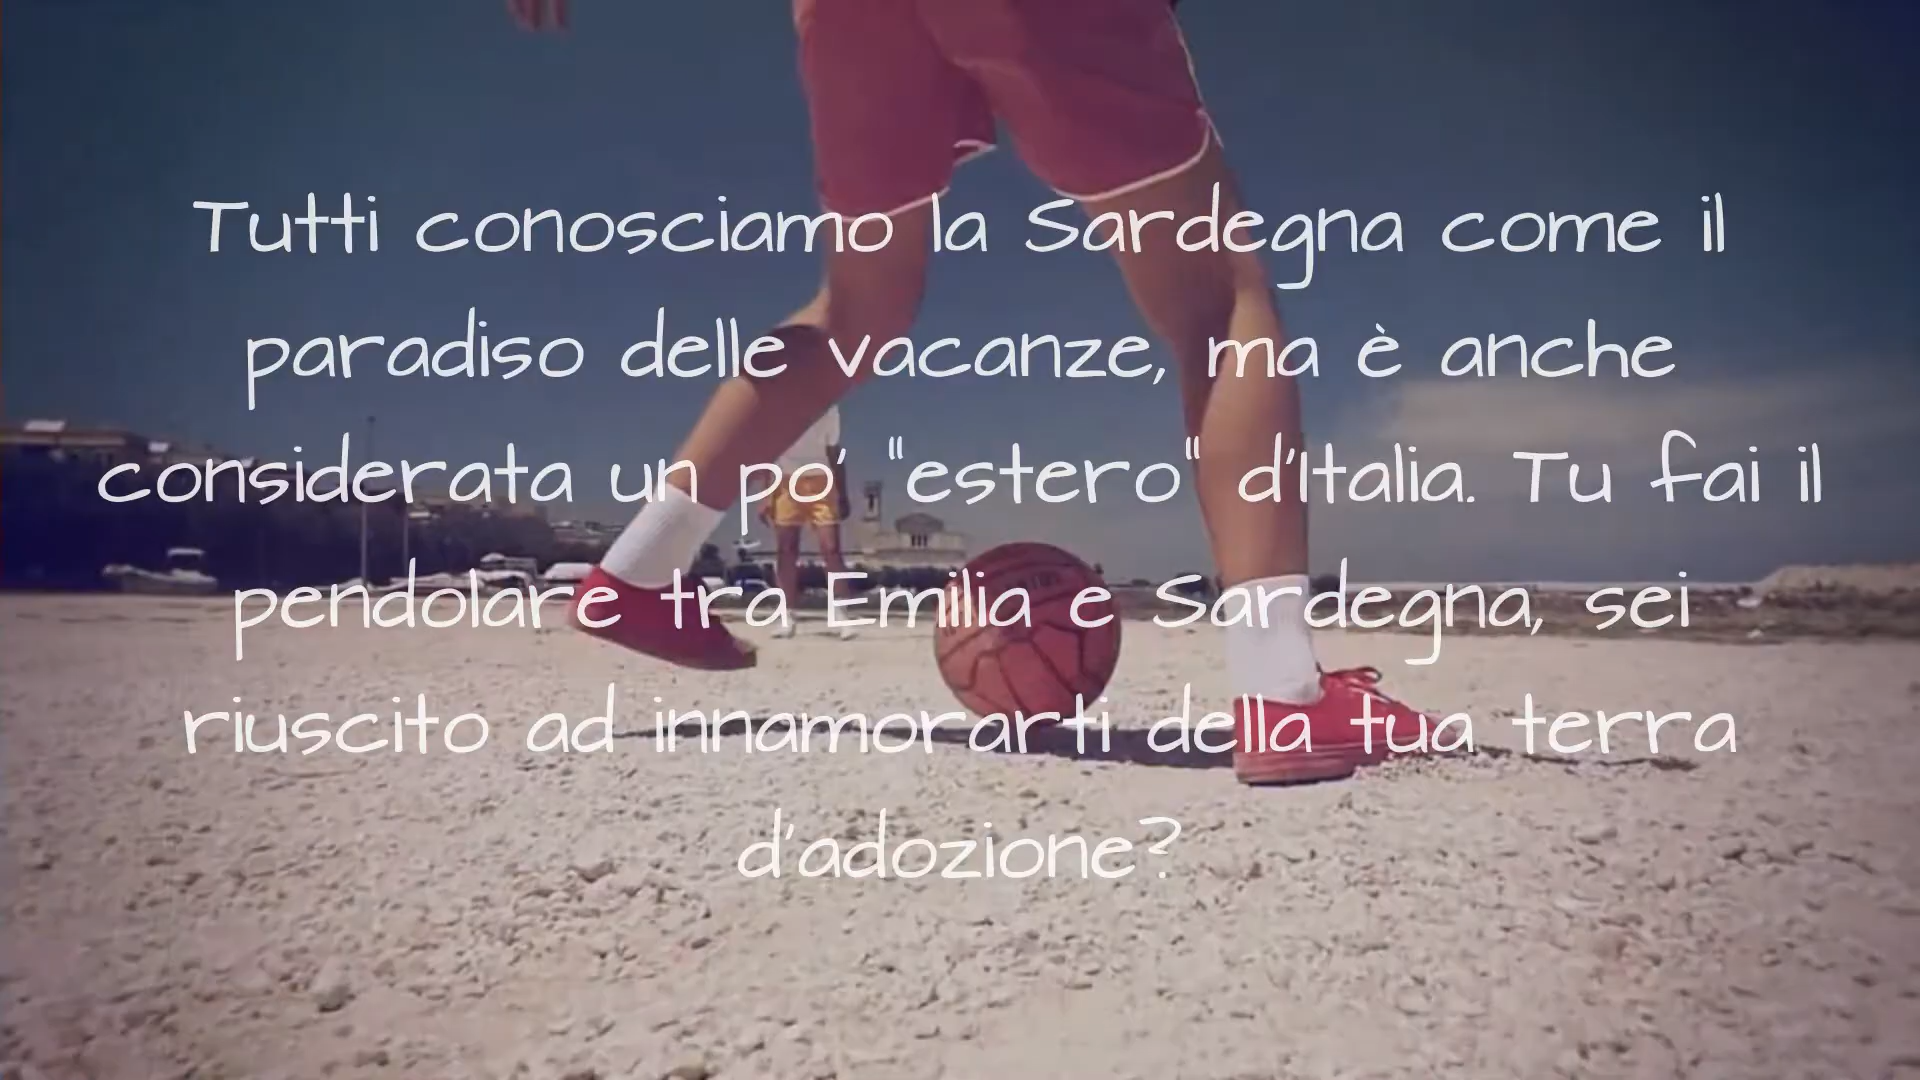 Tutti conosciamo la Sardegna come il
paradiso delle vacanze, ma è anche
considerata un po' "estero" d'Italia. Tu fai il
pendolare tra Emilia e Sardegna, sei
riuscito ad innamorarti della tua terra
d'adozione?